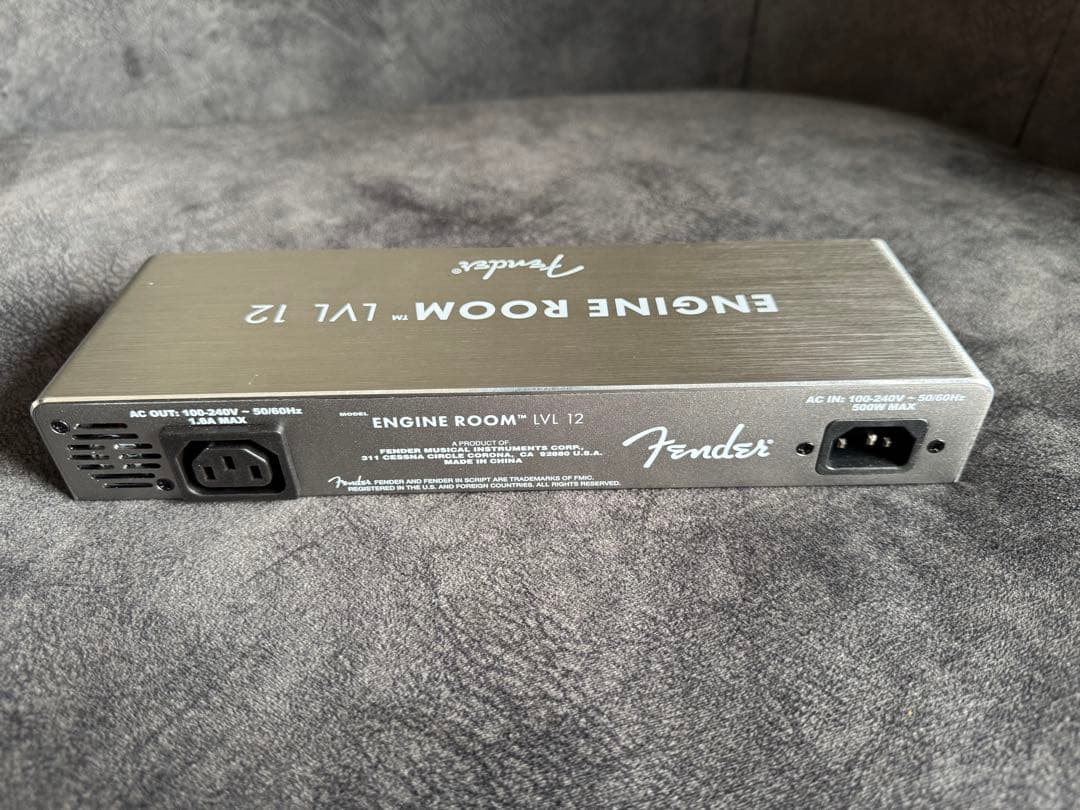 Fender®
ENGINE ROOM™ LVL 12
AC OUT: 100-240V ~ 50/60Hz
1.8A MAX
MODEL ENGINE ROOM™ LVL 12
A PRODUCT OF
FENDER MUSICAL INSTRUMENTS CORP.
311 CESSNA CIRCLE CORONA, CA 92880 U.S.A.
MADE IN CHINA
Fender FENDER AND FENDER IN SCRIPT ARE TRADEMARKS OF FMIC.
REGISTERED IN THE U.S. AND FOREIGN COUNTRIES. ALL RIGHTS RESERVED.
Fender
AC IN: 100-240V ~ 50/60Hz
500W MAX